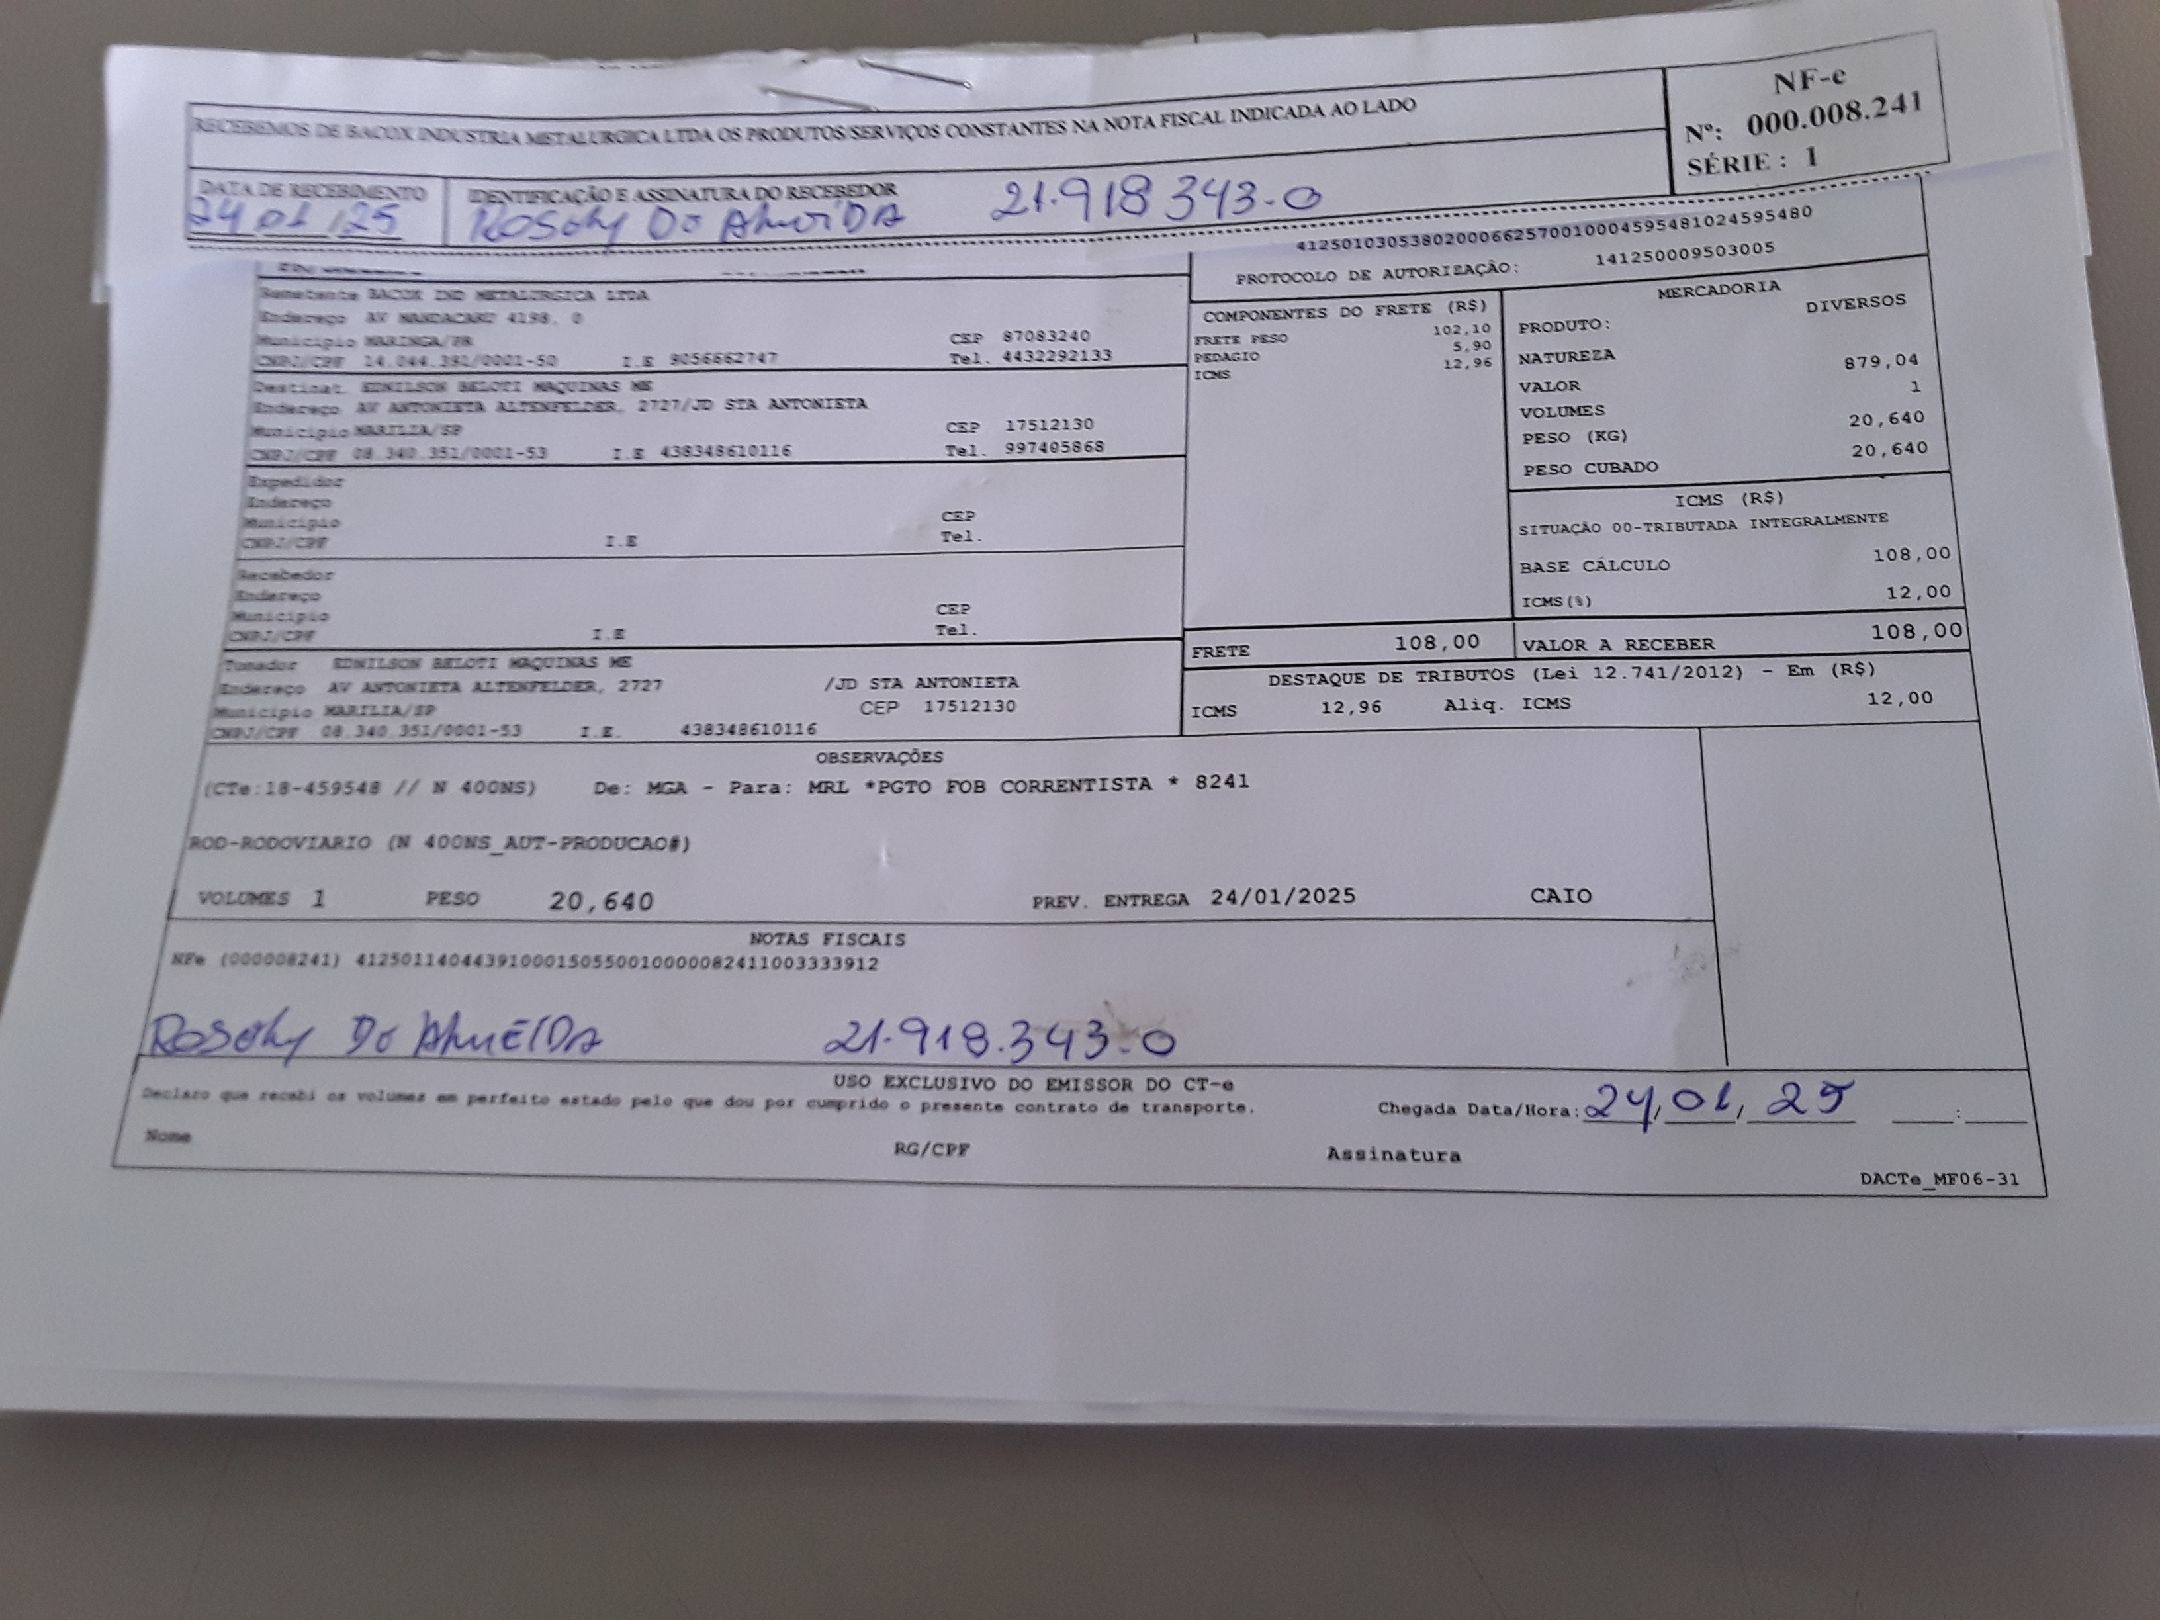 RECEBEMOS DE BACOX INDUSTRIA METALURGICA LTDA OS PRODUTOS/SERVIÇOS CONSTANTES NA NOTA FISCAL INDICADA AO LADO
NF-e
Nº: 000.008.241
SÉRIE : 1
DATA DE RECEBIMENTO
24/01/25
IDENTIFICAÇÃO E ASSINATURA DO RECEBEDOR
Do AlmeiDA 21.918 343-0
41250103053802000662570010004595481024595480
PROTOCOLO DE AUTORIZAÇÃO: 141250009503005
Remetente BACOX IND METALURGICA LTDA
Endereço AV MANDACARU 4198, 0
Municipio MARINGA/PR CEP 87083240
CNPJ/CPF 14.044.391/0001-50 I.E 9056662747 Tel. 4432292133
Destinat. EDNILSON BELOTI MAQUINAS ME
Endereço AV ANTONIETA ALTENFELDER, 2727/JD STA ANTONIETA
Municipio MARILIA/SP CEP 17512130
CNPJ/CPF 08.340.351/0001-53 I.E 438348610116 Tel. 997405868
Expedidor
Endereço
Municipio CEP
CNPJ/CPF I.E Tel.
Recebedor
Endereço
Municipio CEP
CNPJ/CPF I.E Tel.
Tomador EDNILSON BELOTI MAQUINAS ME
Endereço AV ANTONIETA ALTENFELDER, 2727 /JD STA ANTONIETA
Municipio MARILIA/SP CEP 17512130
CNPJ/CPF 08.340.351/0001-53 I.E. 438348610116
COMPONENTES DO FRETE (R$)
FRETE PESO 102,10
PEDAGIO 5,90
ICMS 12,96
MERCADORIA
PRODUTO: DIVERSOS
NATUREZA
VALOR 879,04
VOLUMES 1
PESO (KG) 20,640
PESO CUBADO 20,640
ICMS (R$)
SITUAÇÃO 00-TRIBUTADA INTEGRALMENTE
BASE CÁLCULO 108,00
ICMS(%) 12,00
FRETE 108,00 VALOR A RECEBER 108,00
DESTAQUE DE TRIBUTOS (Lei 12.741/2012) - Em (R$)
ICMS 12,96 Aliq. ICMS 12,00
OBSERVAÇÕES
(CTe:18-459548 // N 400NS) De: MGA - Para: MRL *PGTO FOB CORRENTISTA * 8241
ROD-RODOVIARIO (N 400NS_AUT-PRODUCAO#)
VOLUMES 1 PESO 20,640 PREV. ENTREGA 24/01/2025 CAIO
NOTAS FISCAIS
NFe (000008241) 41250114044391000150550010000082411003333912
Do AlmEIDA 21.918.343-0
USO EXCLUSIVO DO EMISSOR DO CT-e
Declaro que recebi os volumes em perfeito estado pelo que dou por cumprido o presente contrato de transporte.
Chegada Data/Hora: 24/01/25 __:__
Nome RG/CPF Assinatura
DACTe_MF06-31